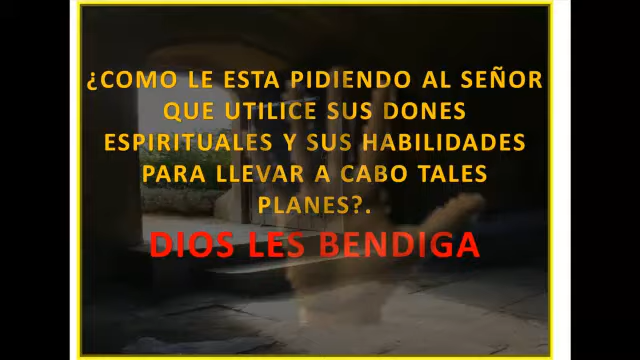 ¿COMO LE ESTA PIDIENDO AL SEÑOR
QUE UTILICE SUS DONES
ESPIRITUALES Y SUS HABILIDADES
PARA LLEVAR A CABO TALES
PLANES?.
DIOS LES BENDIGA